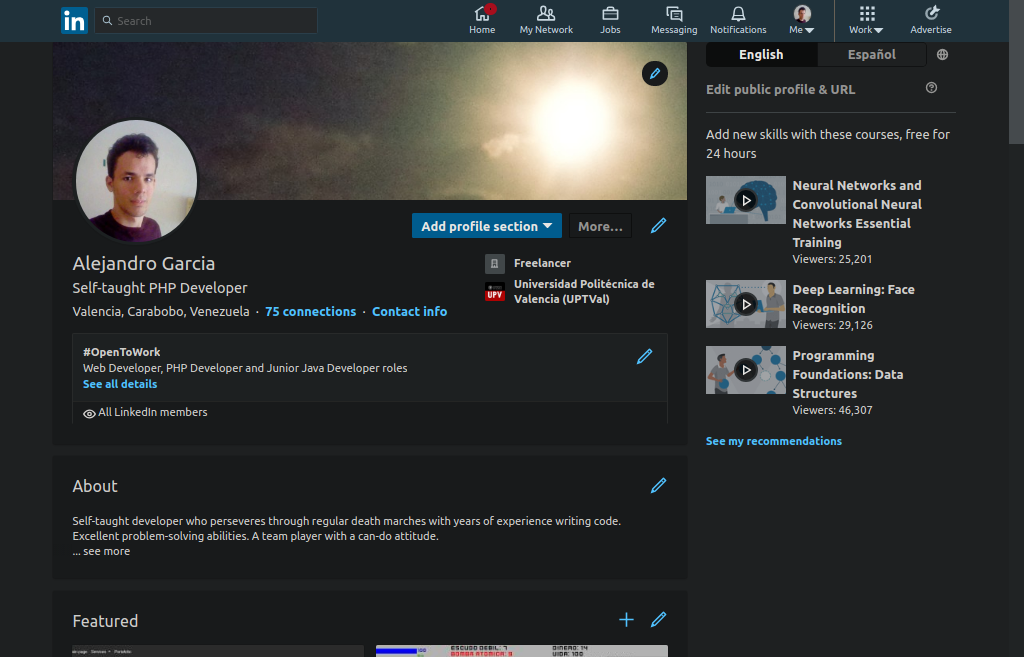 in
Search
Home
My Network
Jobs
Messaging
Notifications
Me
Work
Advertise
English
Español
Edit public profile & URL
Add new skills with these courses, free for
24 hours
Neural Networks and
Convolutional Neural
Networks Essential
Training
Viewers: 25,201
Deep Learning: Face
Recognition
Viewers: 29,126
Programming
Foundations: Data
Structures
Viewers: 46,307
See my recommendations
Add profile section
More...
Alejandro Garcia
Self-taught PHP Developer
Valencia, Carabobo, Venezuela · 75 connections · Contact info
Freelancer
UPV
Universidad Politécnica de
Valencia (UPTVal)
#OpenToWork
Web Developer, PHP Developer and Junior Java Developer roles
See all details
All LinkedIn members
About
Self-taught developer who perseveres through regular death marches with years of experience writing code.
Excellent problem-solving abilities. A team player with a can-do attitude.
... see more
Featured
Services
Portafolio
100
ESCUDO DEBIL: 7
BOMBA ATOMICA: 3
DINERO: 14
VIDA: 100